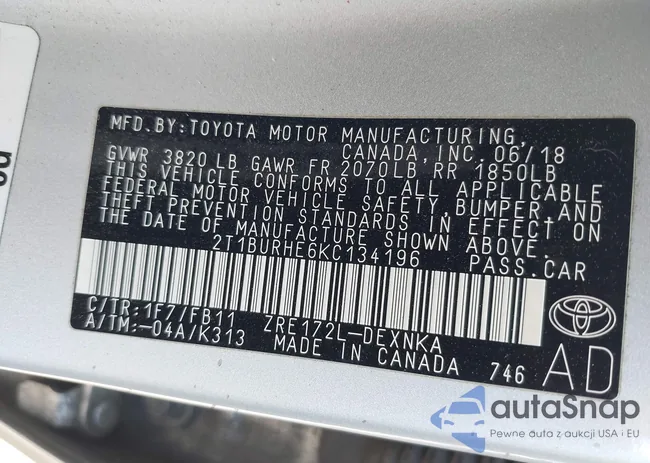 MFD.BY:TOYOTA MOTOR MANUFACTURING,
CANADA,INC. 06/18
GVWR 3820LB GAWR FR 2070LB RR 1850LB
THIS VEHICLE CONFORMS TO ALL APPLICABLE
FEDERAL MOTOR VEHICLE SAFETY,BUMPER,AND
THEFT PREVENTION STANDARDS IN EFFECT ON
THE DATE OF MANUFACTURE SHOWN ABOVE.
2T1BURHE6KC134196 PASS.CAR
C/TR:1F7/FB11 ZRE172L-DEXNKA
A/TM:-04A/K313 MADE IN CANADA 746
AD
autoSnap
Pewne auta z aukcji USA i EU